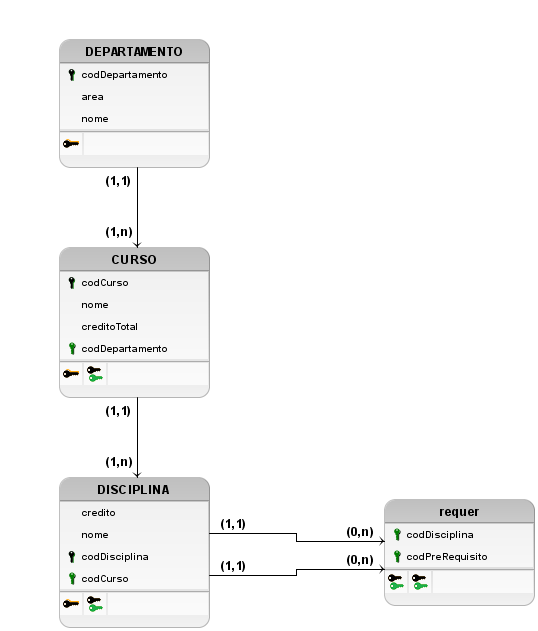 DEPARTAMENTO
codDepartamento
area
nome
(1,1)
(1,n)
CURSO
codCurso
nome
creditoTotal
codDepartamento
(1,1)
(1,n)
DISCIPLINA
credito
nome
codDisciplina
codCurso
(1,1)
(0,n)
(1,1)
(0,n)
requer
codDisciplina
codPreRequisito